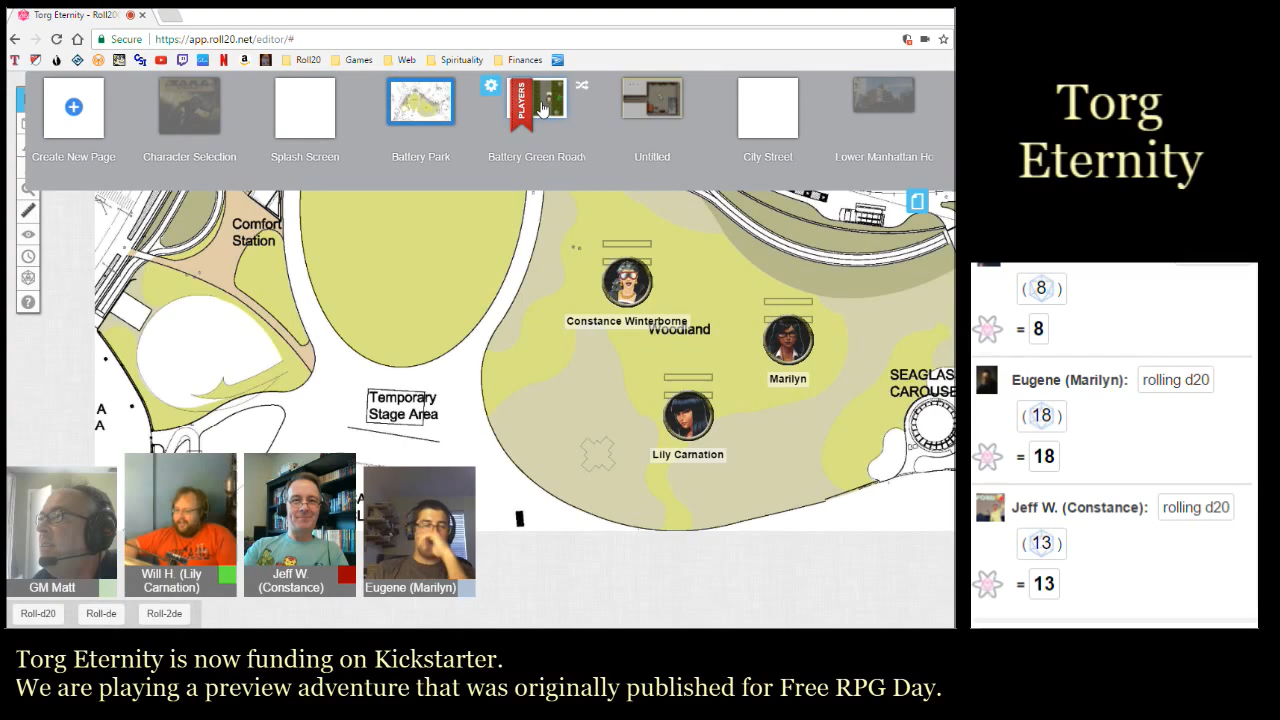 Torg Eternity - Roll20
Secure
https://app.roll20.net/editor/#
Roll20
Games
Web
Spirituality
Finances
PLAYERS
Create New Page
Character Selection
Splash Screen
Battery Park
Battery Green Roadw
Untitled
City Street
Lower Manhattan Ho
Comfort
Station
Constance Winterborne
Woodland
Marilyn
Lily Carnation
SEAGLAS
CAROUSE
Temporary
Stage Area
A
A
GM Matt
Will H. (Lily
Carnation)
Jeff W.
(Constance)
Eugene (Marilyn)
Roll-d20
Roll-de
Roll-2de
Torg
Eternity
(8)
= 8
Eugene (Marilyn): rolling d20
(18)
= 18
Jeff W. (Constance): rolling d20
(13)
= 13
Torg Eternity is now funding on Kickstarter.
We are playing a preview adventure that was originally published for Free RPG Day.